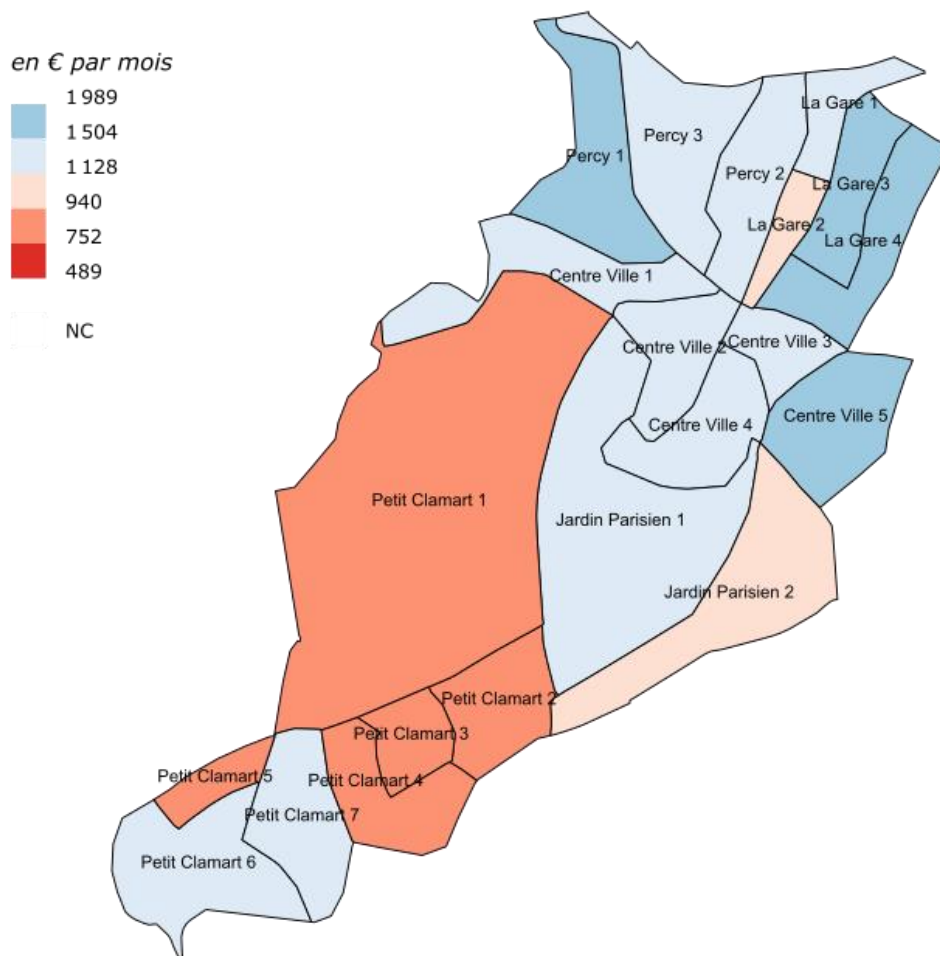 en € par mois
1 989
1 504
1 128
940
752
489
NC
La Gare 1
Percy 3
Percy 1
Percy 2
La Gare 3
La Gare 2
La Gare 4
Centre Ville 1
Centre Ville 2
Centre Ville 3
Centre Ville 5
Centre Ville 4
Petit Clamart 1
Jardin Parisien 1
Jardin Parisien 2
Petit Clamart 2
Petit Clamart 3
Petit Clamart 5
Petit Clamart 4
Petit Clamart 7
Petit Clamart 6